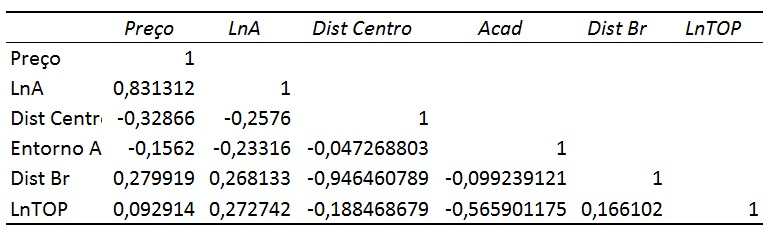 Preço LnA Dist Centro Acad Dist Br LnTOP
Preço 1
LnA 0,831312 1
Dist Centr -0,32866 -0,2576 1
Entorno A -0,1562 -0,23316 -0,047268803 1
Dist Br 0,279919 0,268133 -0,946460789 -0,099239121 1
LnTOP 0,092914 0,272742 -0,188468679 -0,565901175 0,166102 1